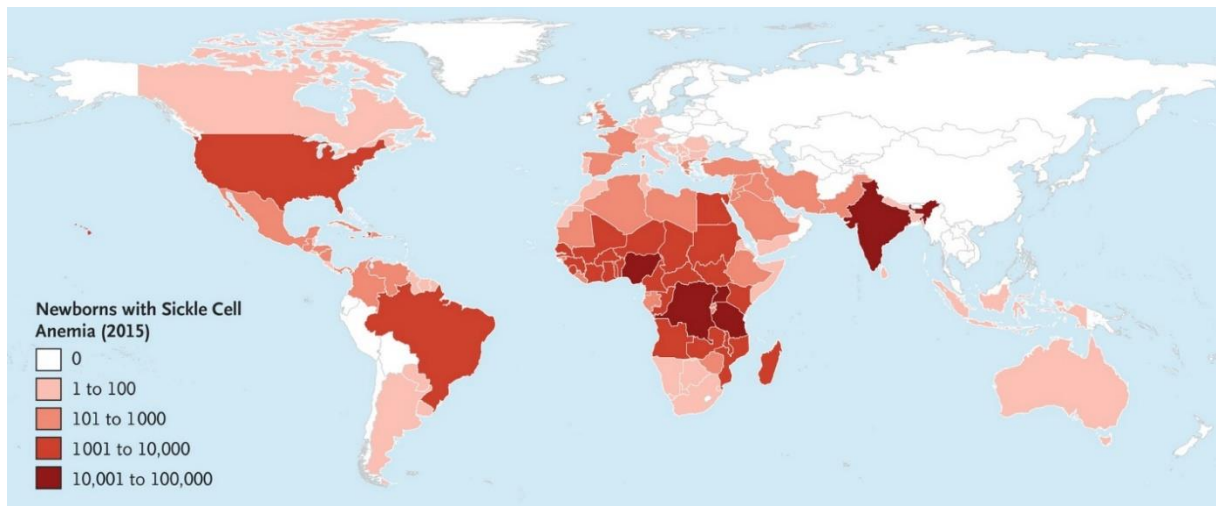 Newborns with Sickle Cell
Anemia (2015)
0
1 to 100
101 to 1000
1001 to 10,000
10,001 to 100,000